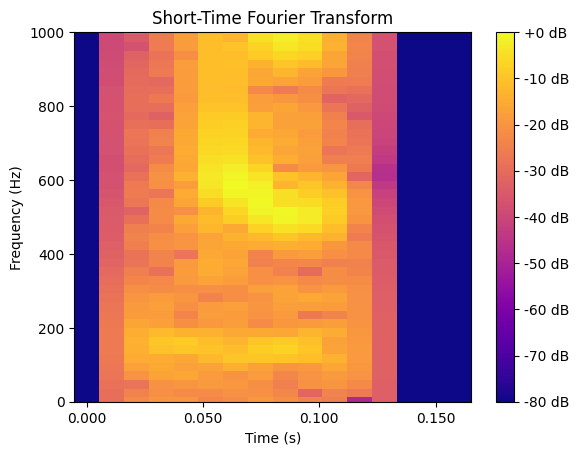 Short-Time Fourier Transform
1000
800
600
400
200
0
Frequency (Hz)
0.000
0.050
0.100
0.150
Time (s)
+0 dB
-10 dB
-20 dB
-30 dB
-40 dB
-50 dB
-60 dB
-70 dB
-80 dB